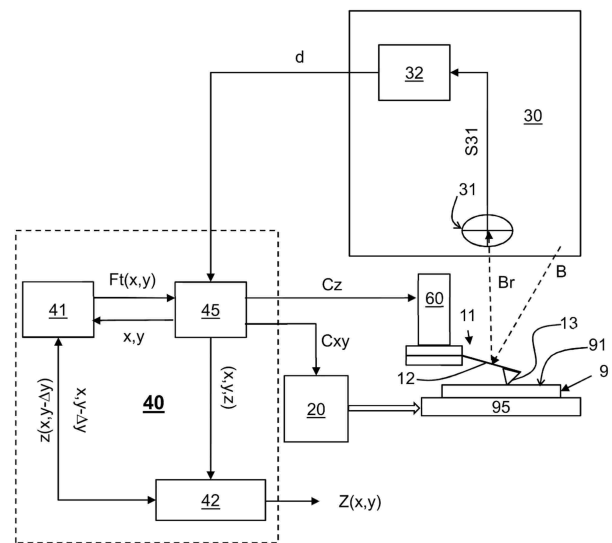 d
32
30
S31
31
Br
B
Ft(x,y)
Cz
60
41
45
x,y
11
13
91
Cxy
12
9
95
z(x,y-Δy)
x,y-Δy
40
(x,y,z)
20
42
Z(x,y)